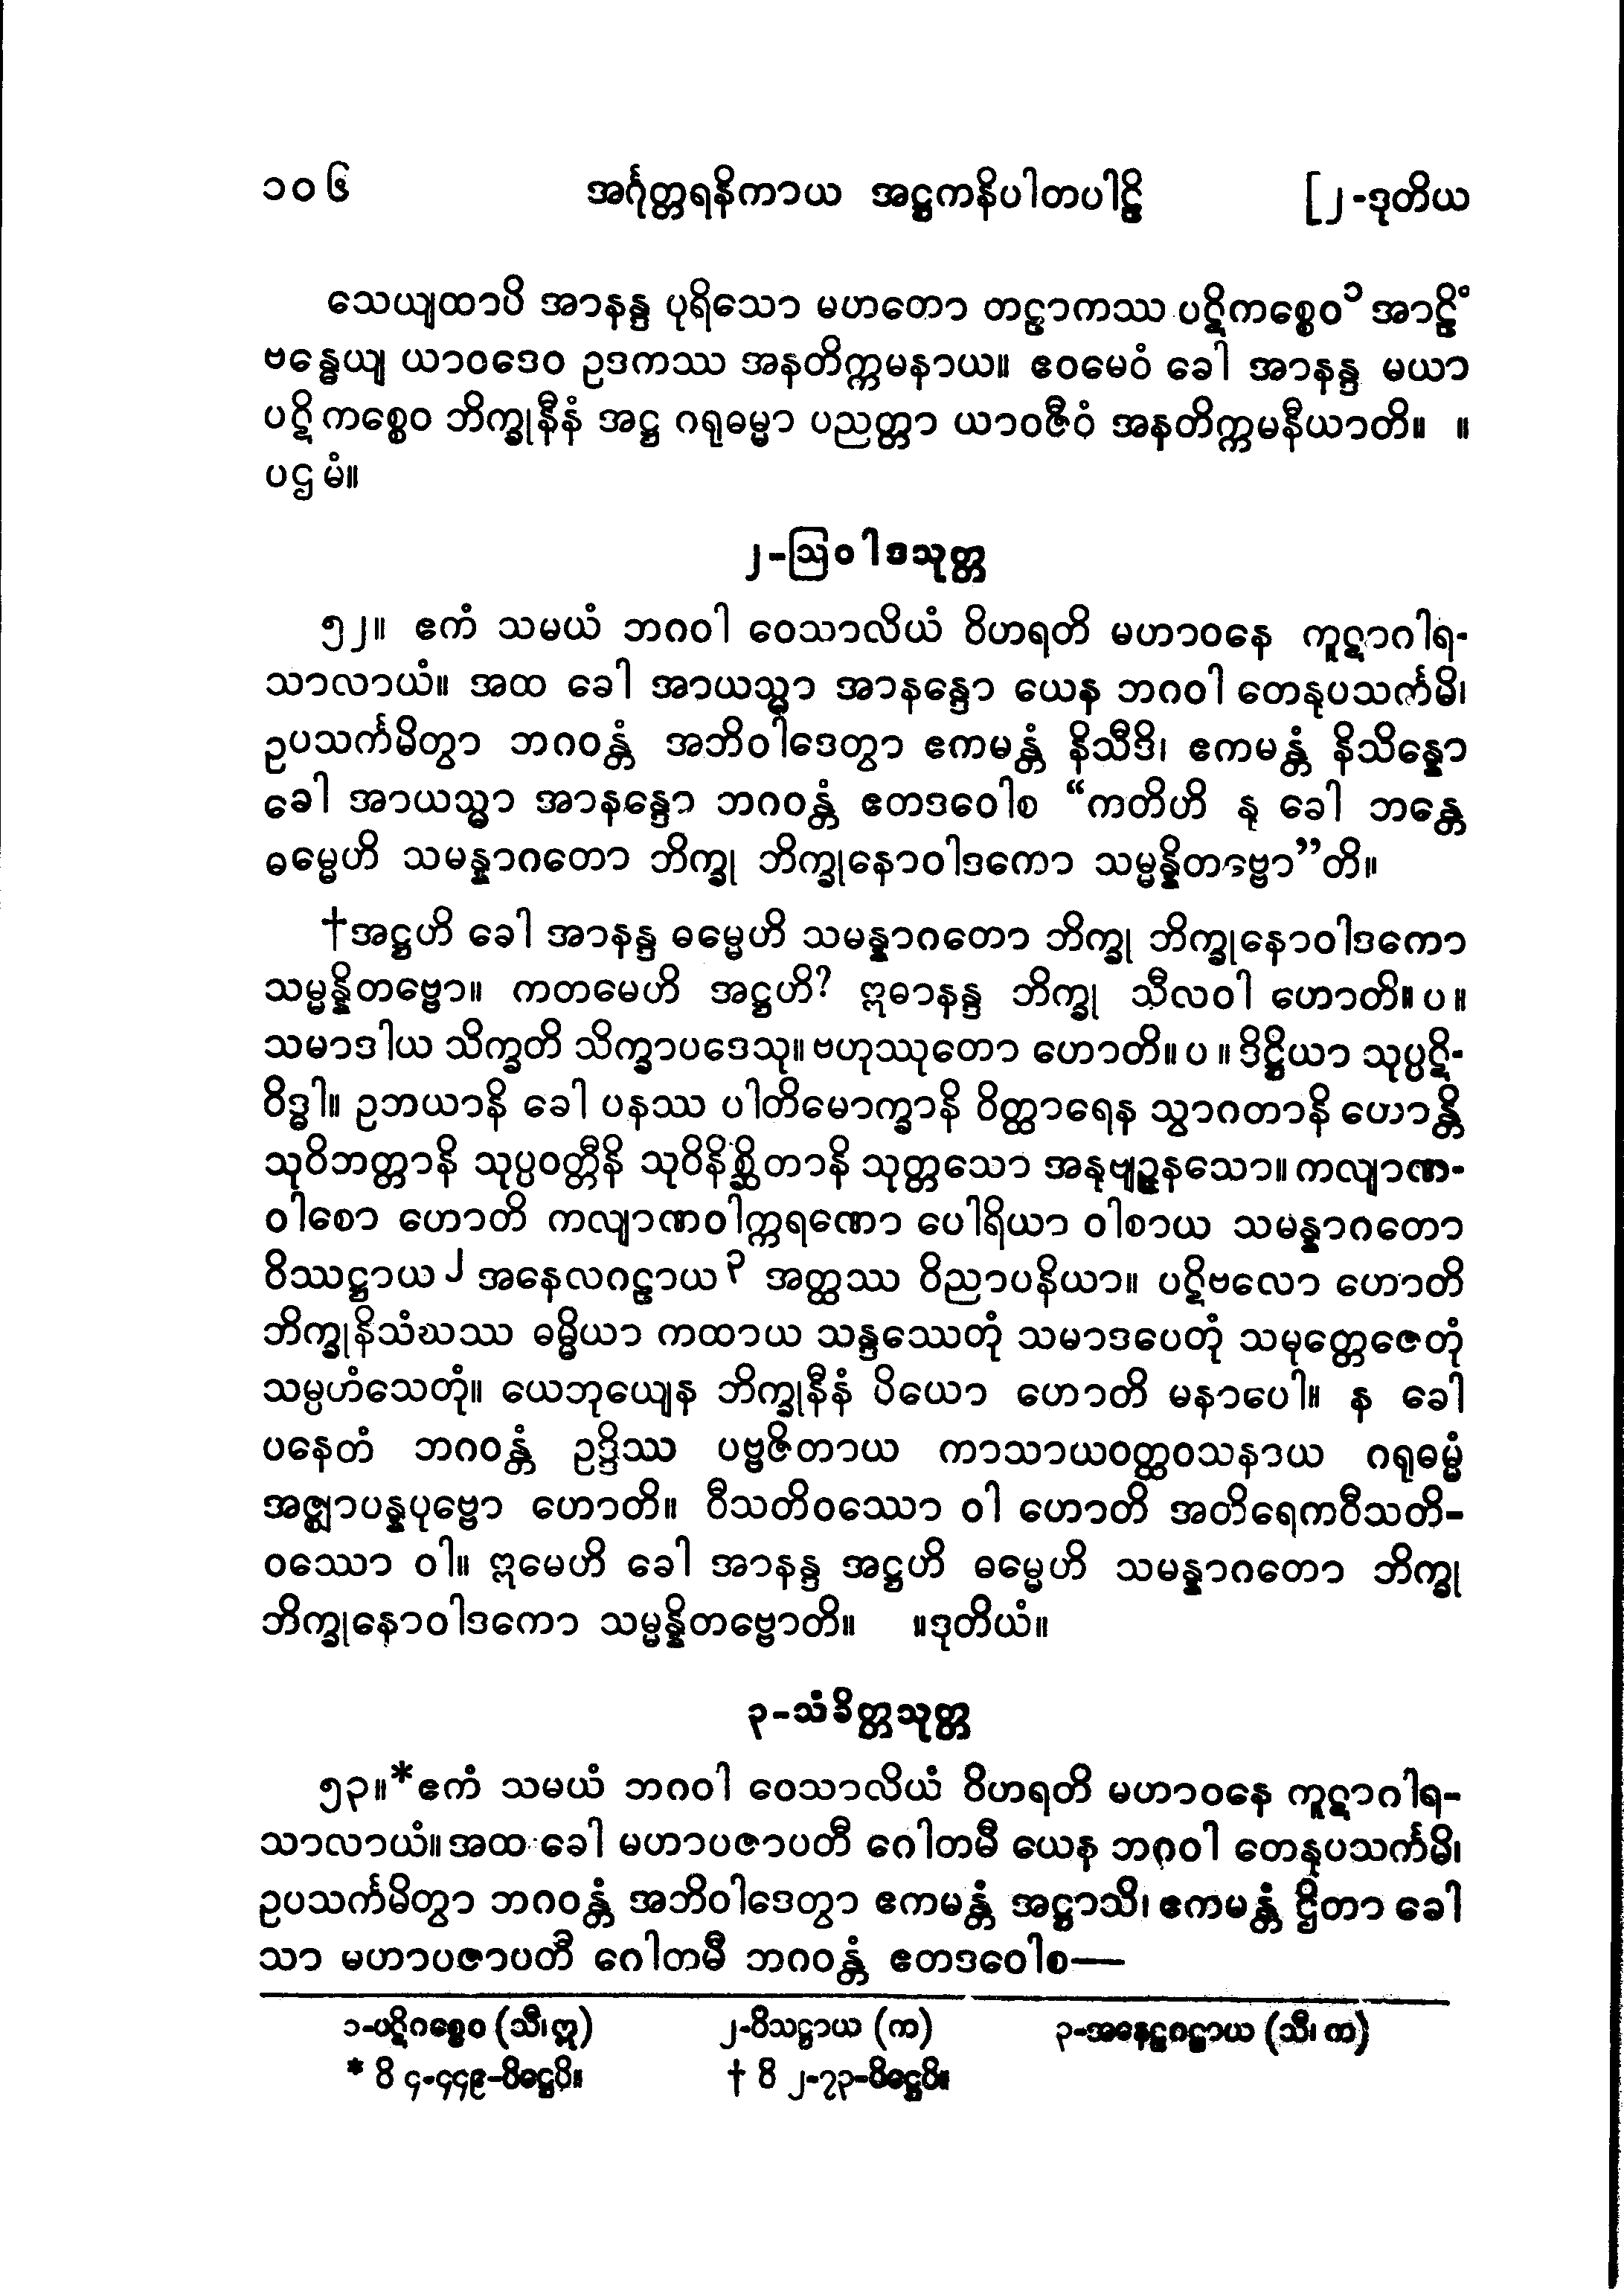 ၁၀၆ အင်္ဂုတ္တရနိကာယ အဋ္ဌကနိပါတပါဠိ [၂-ဒုတိယ
သေယျထာပိ အာနန္ဒ ပုရိသော မဟတော တဠာကဿ ပဋိကစ္စေဝ၁ အာဠိံ
ဗန္ဓေယျ ယာဝဒေဝ ဥဒကဿ အနတိက္ကမနာယ။ ဧဝမေဝံ ခေါ အာနန္ဒ မယာ
ပဋိကစ္စေဝ ဘိက္ခုနီနံ အဋ္ဌ ဂရုဓမ္မာ ပညတ္တာ ယာဝဇီဝံ အနတိက္ကမနီယာတိ။ ။
ပဌမံ။
၂-ဩဝါဒသုတ္တ
၅၂။ ဧကံ သမယံ ဘဂဝါ ဝေသာလိယံ ဝိဟရတိ မဟာဝနေ ကူဋာဂါရ-
သာလာယံ။ အထ ခေါ အာယသ္မာ အာနန္ဒော ယေန ဘဂဝါ တေနုပသင်္ကမိ၊
ဥပသင်္ကမိတွာ ဘဂဝန္တံ အဘိဝါဒေတွာ ဧကမန္တံ နိသီဒိ၊ ဧကမန္တံ နိသိန္နော
ခေါ အာယသ္မာ အာနန္ဒော ဘဂဝန္တံ ဧတဒဝေါစ “ကတိဟိ နု ခေါ ဘန္တေ
ဓမ္မေဟိ သမန္နာဂတော ဘိက္ခု ဘိက္ခုနောဝါဒကော သမ္မန္နိတဗ္ဗော”တိ။
†အဋ္ဌဟိ ခေါ အာနန္ဒ ဓမ္မေဟိ သမန္နာဂတော ဘိက္ခု ဘိက္ခုနောဝါဒကော
သမ္မန္နိတဗ္ဗော။ ကတမေဟိ အဋ္ဌဟိ? ဣဓာနန္ဒ ဘိက္ခု သီလဝါ ဟောတိ။ ပ ။
သမာဒါယ သိက္ခတိ သိက္ခာပဒေသု။ ဗဟုဿုတော ဟောတိ။ ပ ။ ဒိဋ္ဌိယာ သုပ္ပဋိ-
ဝိဒ္ဓါ။ ဥဘယာနိ ခေါ ပနဿ ပါတိမောက္ခာနိ ဝိတ္ထာရေန သွာဂတာနိ ဟောန္တိ
သုဝိဘတ္တာနိ သုပ္ပဝတ္တီနိ သုဝိနိစ္ဆိတာနိ သုတ္တသော အနုဗျဉ္ဇနသော။ ကလျာဏ-
ဝါစော ဟောတိ ကလျာဏဝါက္ကရဏော ပေါရိယာ ဝါစာယ သမန္နာဂတော
ဝိဿဋ္ဌာယ၂ အနေလဂဠာယ၃ အတ္ထဿ ဝိညာပနိယာ။ ပဋိဗလော ဟောတိ
ဘိက္ခုနိသံဃဿ ဓမ္မိယာ ကထာယ သန္ဒဿေတုံ သမာဒပေတုံ သမုတ္တေဇေတုံ
သမ္ပဟံသေတုံ။ ယေဘုယျေန ဘိက္ခုနီနံ ပိယော ဟောတိ မနာပေါ။ န ခေါ
ပနေတံ ဘဂဝန္တံ ဥဒ္ဒိဿ ပဗ္ဗဇိတာယ ကာသာယဝတ္ထဝသနာယ ဂရုဓမ္မံ
အဇ္ဈာပန္နပုဗ္ဗော ဟောတိ။ ဝီသတိဝဿော ဝါ ဟောတိ အတိရေကဝီသတိ-
ဝဿော ဝါ။ ဣမေဟိ ခေါ အာနန္ဒ အဋ္ဌဟိ ဓမ္မေဟိ သမန္နာဂတော ဘိက္ခု
ဘိက္ခုနောဝါဒကော သမ္မန္နိတဗ္ဗောတိ။ ။ဒုတိယံ။
၃-သံခိတ္တသုတ္တ
၅၃။*ဧကံ သမယံ ဘဂဝါ ဝေသာလိယံ ဝိဟရတိ မဟာဝနေ ကူဋာဂါရ-
သာလာယံ။ အထ ခေါ မဟာပဇာပတီ ဂေါတမီ ယေန ဘဂဝါ တေနုပသင်္ကမိ၊
ဥပသင်္ကမိတွာ ဘဂဝန္တံ အဘိဝါဒေတွာ ဧကမန္တံ အဋ္ဌာသိ၊ ဧကမန္တံ ဌိတာ ခေါ
သာ မဟာပဇာပတီ ဂေါတမီ ဘဂဝန္တံ ဧတဒဝေါစ—
၁-ပဋိဂစ္စေဝ (သီ၊ ဣ) ၂-ဝိသဋ္ဌာယ (က) ၃-အနေဠဂဠာယ (သီ၊ က)
* ဝိ ၄-၄၄၉-ပိဋ္ဌေပိ။ † ဝိ ၂-၇၃-ပိဋ္ဌေပိ။